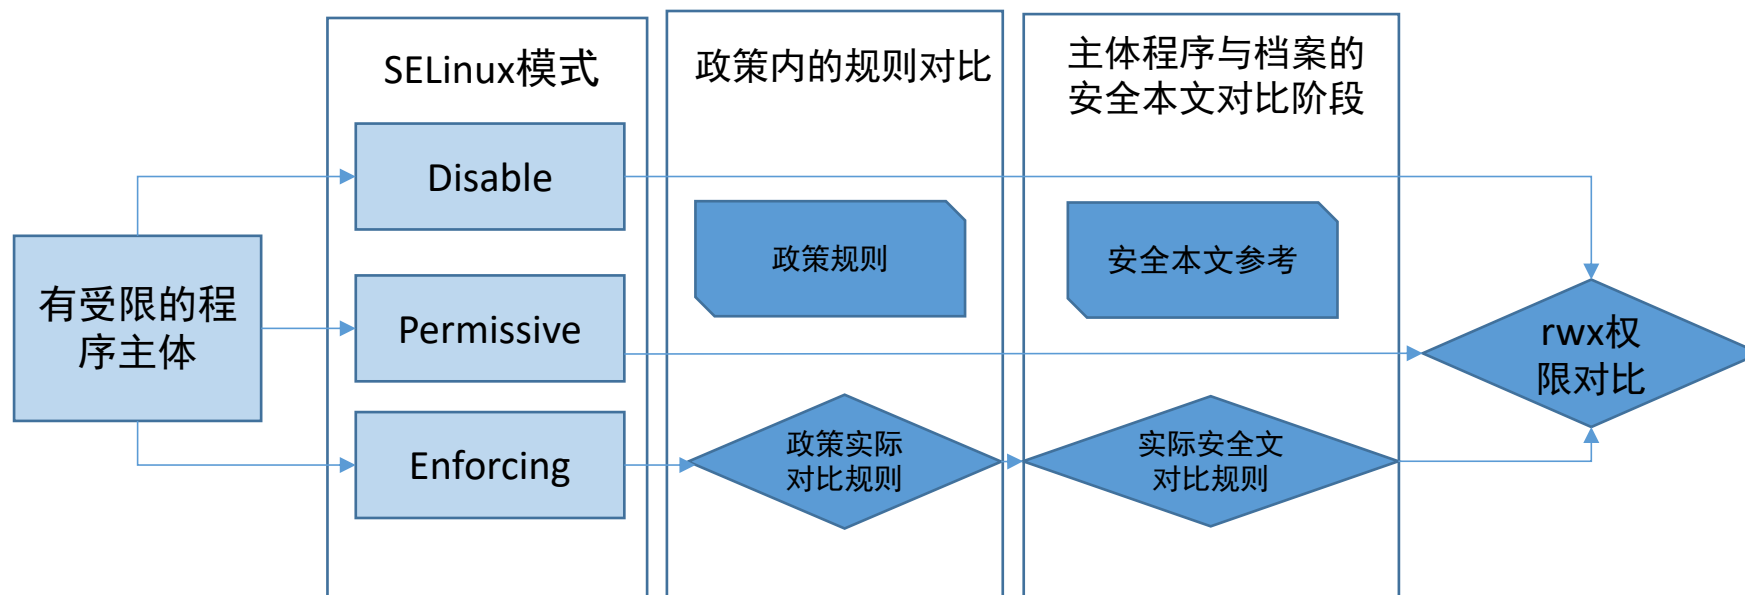 SELinux模式
政策内的规则对比
主体程序与档案的
安全本文对比阶段
Disable
政策规则
安全本文参考
有受限的程
序主体
Permissive
rwx权
限对比
Enforcing
政策实际
对比规则
实际安全文
对比规则